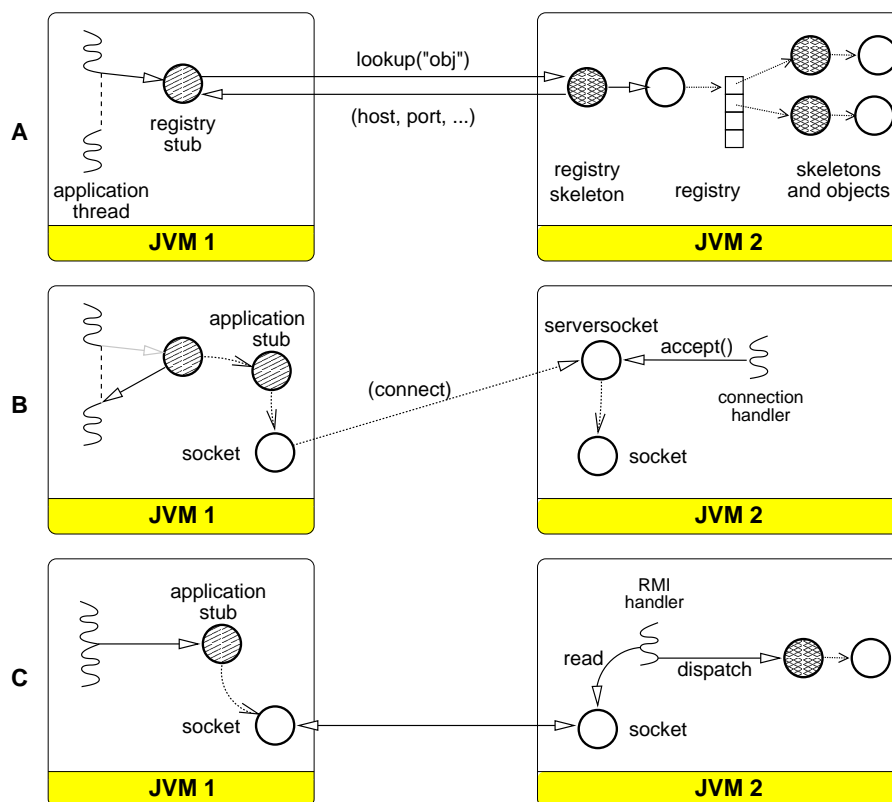 A
application
thread
registry
stub
lookup("obj")
(host, port, ...)
registry
skeleton
registry
skeletons
and objects
JVM 1
JVM 2
B
application
stub
socket
(connect)
serversocket
accept()
connection
handler
socket
JVM 1
JVM 2
C
application
stub
socket
RMI
handler
read
dispatch
socket
JVM 1
JVM 2